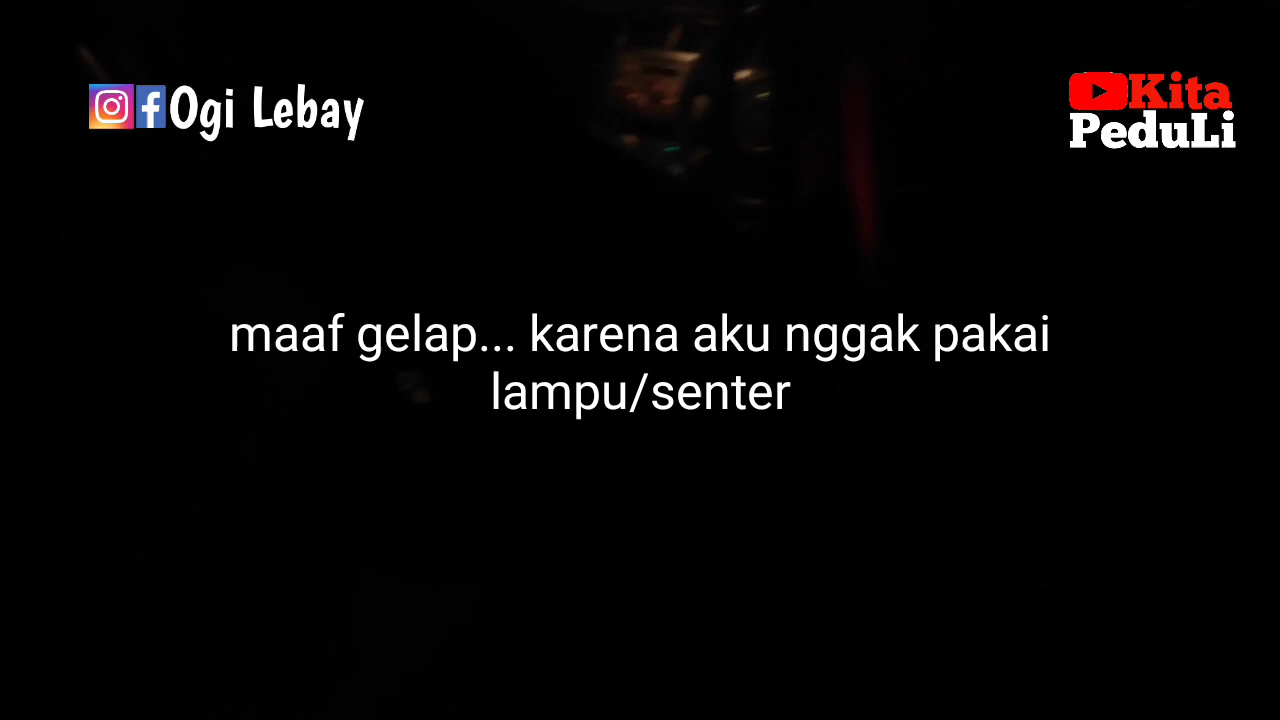 Ogi Lebay
Kita
PeduLi
maaf gelap... karena aku nggak pakai
lampu/senter